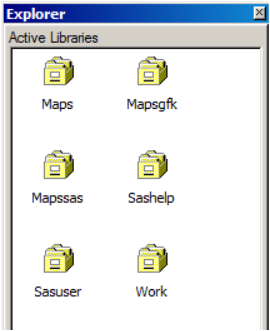 Explorer
Active Libraries
Maps Mapsgfk
Mapssas Sashelp
Sasuser Work